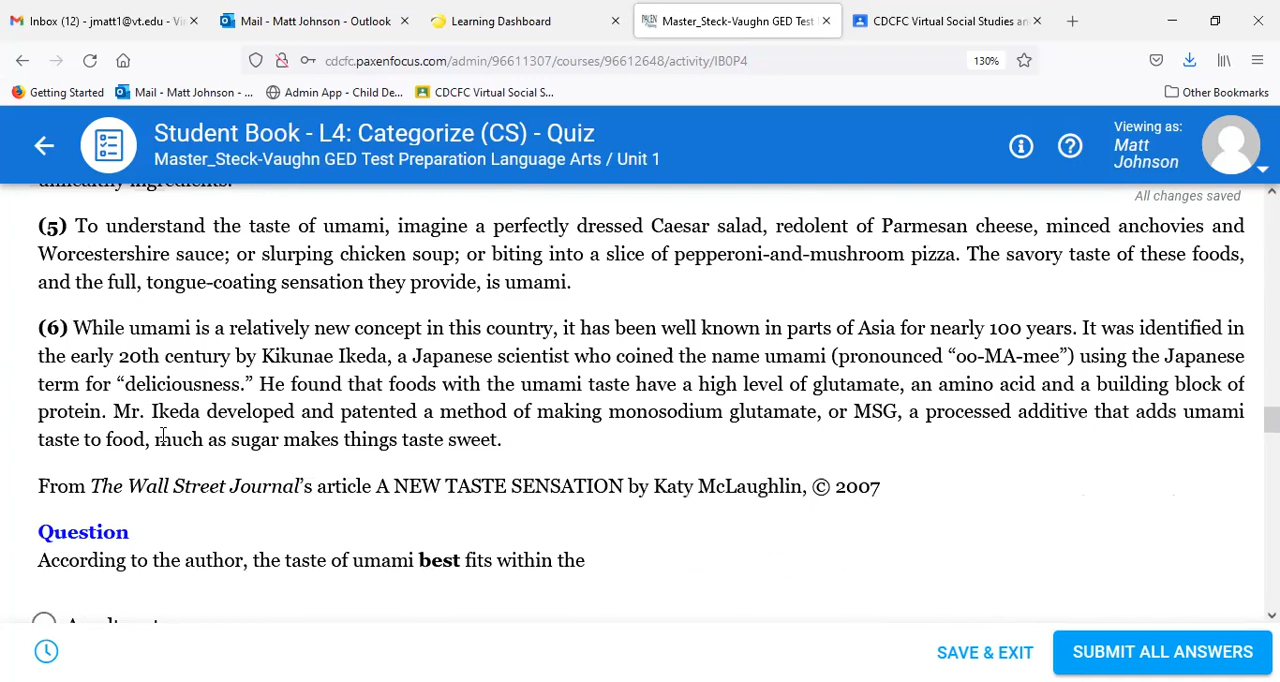 Inbox (12) - jmatt1@vt.edu - Vi
Mail - Matt Johnson - Outlook
Learning Dashboard
Master_Steck-Vaughn GED Test
CDCFC Virtual Social Studies an
cdcfc.paxenfocus.com/admin/96611307/courses/96612648/activity/IB0P4
130%
Getting Started
Mail - Matt Johnson - ...
Admin App - Child De...
CDCFC Virtual Social S...
Other Bookmarks
Student Book - L4: Categorize (CS) - Quiz
Master_Steck-Vaughn GED Test Preparation Language Arts / Unit 1
Viewing as:
Matt
Johnson
unhealthy ingredients.
All changes saved
(5) To understand the taste of umami, imagine a perfectly dressed Caesar salad, redolent of Parmesan cheese, minced anchovies and
Worcestershire sauce; or slurping chicken soup; or biting into a slice of pepperoni-and-mushroom pizza. The savory taste of these foods,
and the full, tongue-coating sensation they provide, is umami.
(6) While umami is a relatively new concept in this country, it has been well known in parts of Asia for nearly 100 years. It was identified in
the early 20th century by Kikunae Ikeda, a Japanese scientist who coined the name umami (pronounced “oo-MA-mee”) using the Japanese
term for “deliciousness.” He found that foods with the umami taste have a high level of glutamate, an amino acid and a building block of
protein. Mr. Ikeda developed and patented a method of making monosodium glutamate, or MSG, a processed additive that adds umami
taste to food, much as sugar makes things taste sweet.
From The Wall Street Journal’s article A NEW TASTE SENSATION by Katy McLaughlin, © 2007
Question
According to the author, the taste of umami best fits within the
SAVE & EXIT
SUBMIT ALL ANSWERS